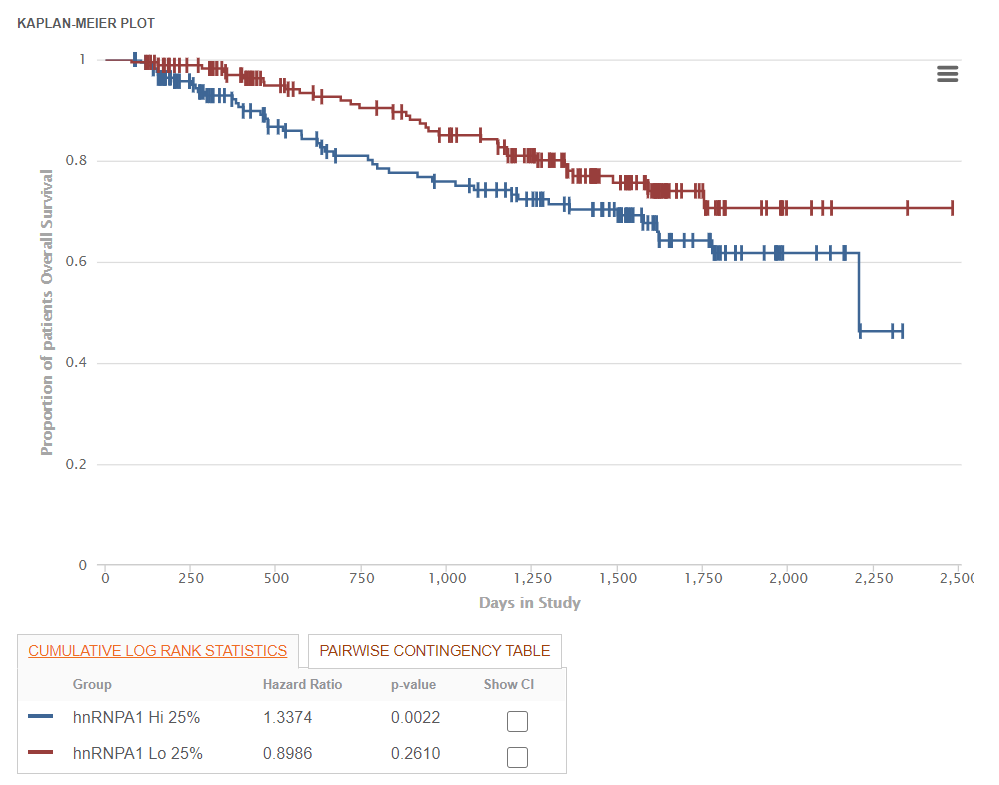 KAPLAN-MEIER PLOT
1
0.8
0.6
0.4
0.2
0
Proportion of patients Overall Survival
0 250 500 750 1,000 1,250 1,500 1,750 2,000 2,250 2,500
Days in Study
CUMULATIVE LOG RANK STATISTICS PAIRWISE CONTINGENCY TABLE
Group Hazard Ratio p-value Show CI
hnRNPA1 Hi 25% 1.3374 0.0022
hnRNPA1 Lo 25% 0.8986 0.2610